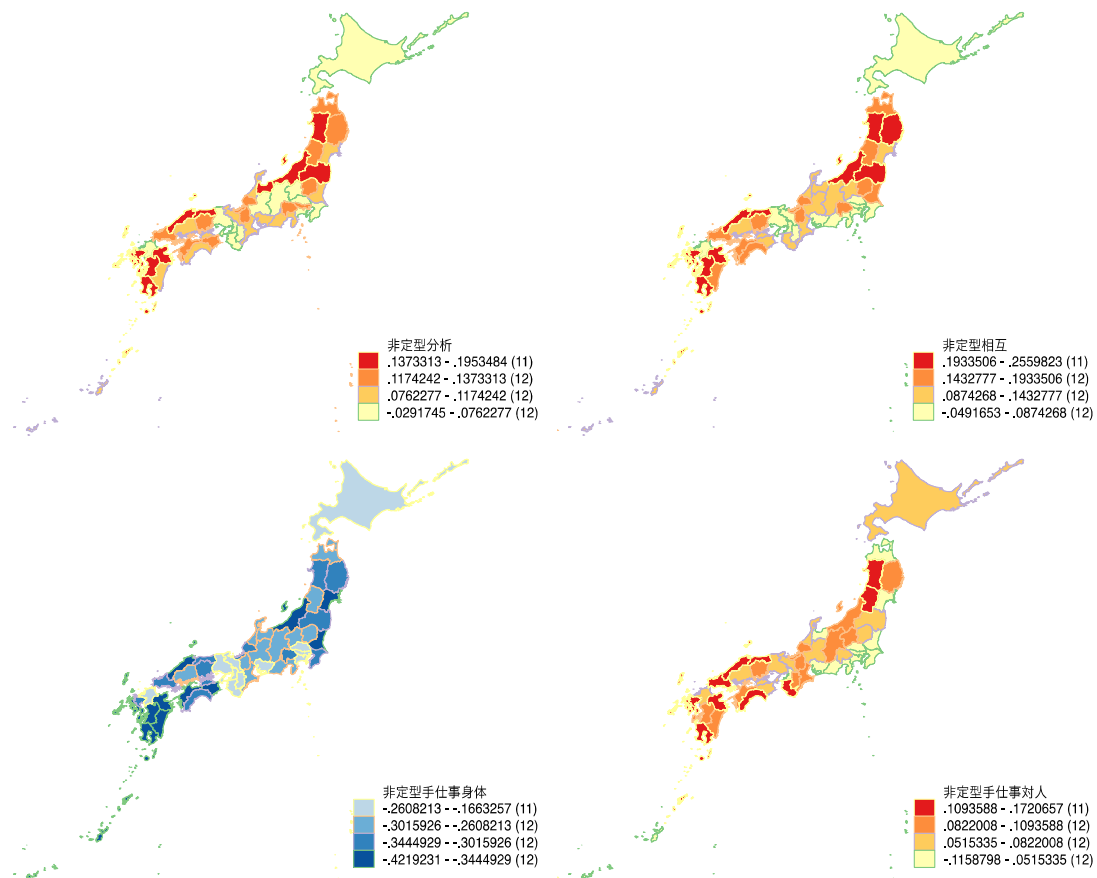 非定型分析
.1373313 - .1953484 (11)
.1174242 - .1373313 (12)
.0762277 - .1174242 (12)
-.0291745 - .0762277 (12)
非定型相互
.1933506 - .2559823 (11)
.1432777 - .1933506 (12)
.0874268 - .1432777 (12)
-.0491653 - .0874268 (12)
非定型手仕事身体
-.2608213 - -.1663257 (11)
-.3015926 - -.2608213 (12)
-.3444929 - -.3015926 (12)
-.4219231 - -.3444929 (12)
非定型手仕事対人
.1093588 - .1720657 (11)
.0822008 - .1093588 (12)
.0515335 - .0822008 (12)
-.1158798 - .0515335 (12)